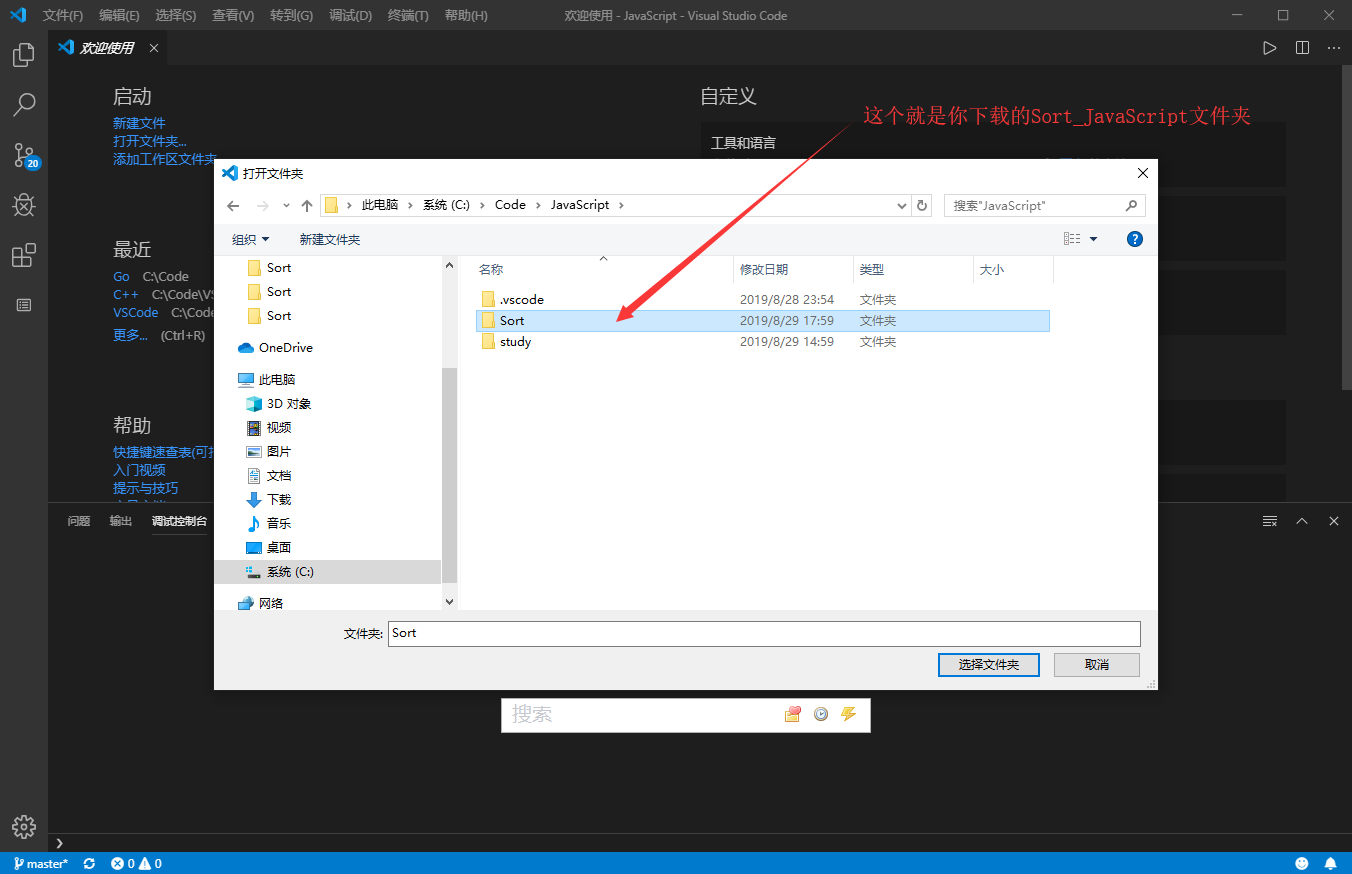 文件(F) 编辑(E) 选择(S) 查看(V) 转到(G) 调试(D) 终端(T) 帮助(H) 欢迎使用 - JavaScript - Visual Studio Code
欢迎使用
启动
新建文件
打开文件夹...
添加工作区文件夹
自定义
工具和语言
这个就是你下载的Sort_JavaScript文件夹
最近
Go C:\Code
C++ C:\Code\VS
VSCode C:\Code
更多... (Ctrl+R)
帮助
快捷键速查表(可打
入门视频
提示与技巧
打开文件夹
此电脑 › 系统 (C:) › Code › JavaScript ›
搜索"JavaScript"
组织
新建文件夹
Sort
Sort
Sort
OneDrive
此电脑
3D 对象
视频
图片
文档
下载
音乐
桌面
系统 (C:)
网络
名称 修改日期 类型 大小
.vscode 2019/8/28 23:54 文件夹
Sort 2019/8/29 17:59 文件夹
study 2019/8/29 14:59 文件夹
文件夹: Sort
选择文件夹 取消
问题 输出 调试控制台
搜索
20
master* 0 0